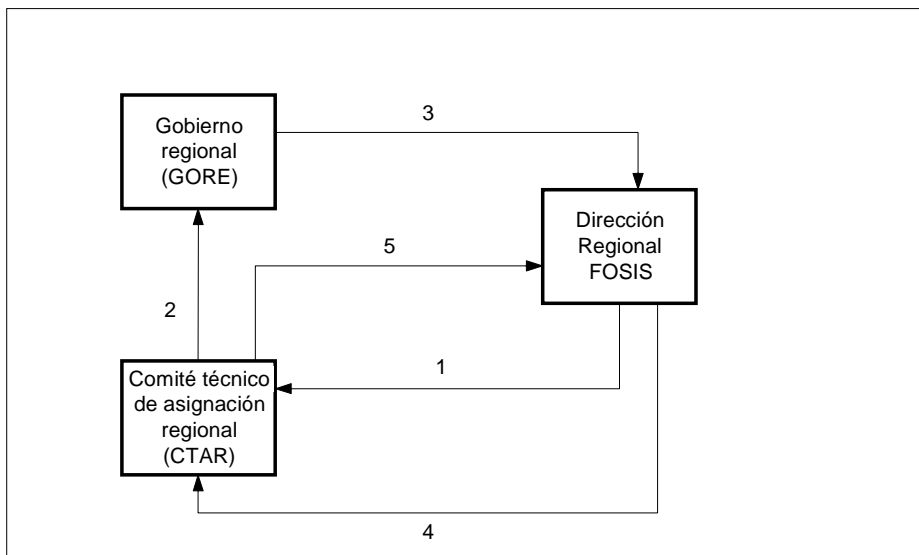 Gobierno
regional
(GORE)
3
Dirección
Regional
FOSIS
5
2
1
Comité técnico
de asignación
regional
(CTAR)
4